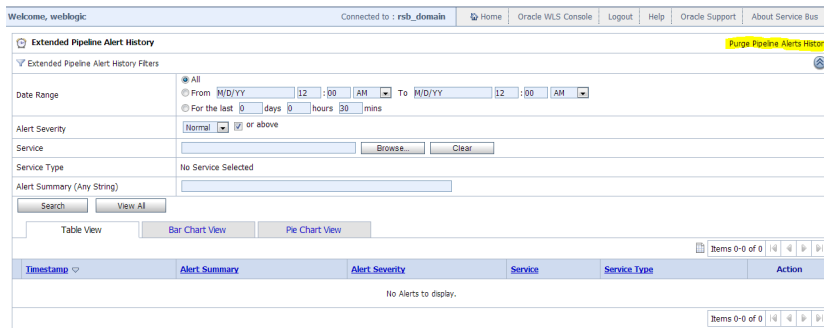 Welcome, weblogic Connected to : rsb_domain Home Oracle WLS Console Logout Help Oracle Support About Service Bus
Extended Pipeline Alert History Purge Pipeline Alerts Histor
Extended Pipeline Alert History Filters
Date Range
All
From M/D/YY 12 : 00 AM To M/D/YY 12 : 00 AM
For the last 0 days 0 hours 30 mins
Alert Severity Normal or above
Service Browse... Clear
Service Type No Service Selected
Alert Summary (Any String)
Search View All
Table View Bar Chart View Pie Chart View
Items 0-0 of 0
Timestamp Alert Summary Alert Severity Service Service Type Action
No Alerts to display.
Items 0-0 of 0